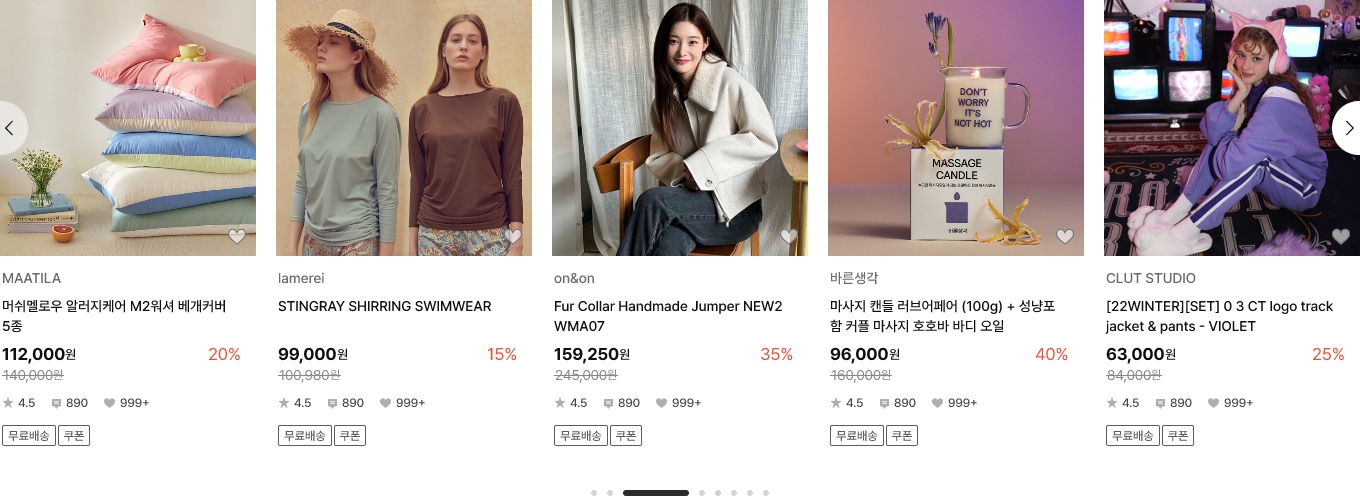 DON'T
WORRY
IT'S
NOT HOT
MASSAGE
CANDLE
바른생각
MAATILA
머쉬멜로우 알러지케어 M2워셔 베개커버
5종
112,000원 20%
140,000원
4.5 890 999+
무료배송 쿠폰
lamerei
STINGRAY SHIRRING SWIMWEAR
99,000원 15%
100,980원
4.5 890 999+
무료배송 쿠폰
on&on
Fur Collar Handmade Jumper NEW2
WMA07
159,250원 35%
245,000원
4.5 890 999+
무료배송 쿠폰
바른생각
마사지 캔들 러브어페어 (100g) + 성냥포
함 커플 마사지 호호바 바디 오일
96,000원 40%
160,000원
4.5 890 999+
무료배송 쿠폰
CLUT STUDIO
[22WINTER][SET] 0 3 CT logo track
jacket & pants - VIOLET
63,000원 25%
84,000원
4.5 890 999+
무료배송 쿠폰